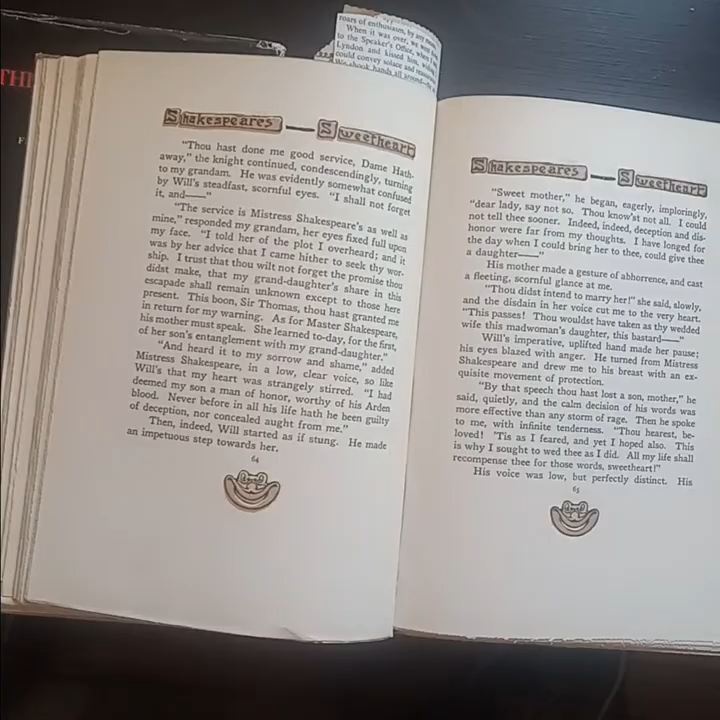 roars of enthusiasm, by any
When it was over, we went
to the Speaker's Office, where
Lyndon and kissed him,
could convey solace and
We shook hands all around
TH
F
Shakespeares — Sweetheart
"Thou hast done me good service, Dame Hath-
away," the knight continued, condescendingly, turning
to my grandam. He was evidently somewhat confused
by Will's steadfast, scornful eyes. "I shall not forget
it, and——"
"The service is Mistress Shakespeare's as well as
mine," responded my grandam, her eyes fixed full upon
my face. "I told her of the plot I overheard; and it
was by her advice that I came hither to seek thy wor-
ship. I trust that thou wilt not forget the promise thou
didst make, that my grand-daughter's share in this
escapade shall remain unknown except to those here
present. This boon, Sir Thomas, thou hast granted me
in return for my warning. As for Master Shakespeare,
his mother must speak. She learned to-day, for the first,
of her son's entanglement with my grand-daughter."
"And heard it to my sorrow and shame," added
Mistress Shakespeare, in a low, clear voice, so like
Will's that my heart was strangely stirred. "I had
deemed my son a man of honor, worthy of his Arden
blood. Never before in all his life hath he been guilty
of deception, nor concealed aught from me."
Then, indeed, Will started as if stung. He made
an impetuous step towards her.
64
Shakespeares — Sweetheart
"Sweet mother," he began, eagerly, imploringly,
"dear lady, say not so. Thou know'st not all. I could
not tell thee sooner. Indeed, indeed, deception and dis-
honor were far from my thoughts. I have longed for
the day when I could bring her to thee, could give thee
a daughter——"
His mother made a gesture of abhorrence, and cast
a fleeting, scornful glance at me.
"Thou didst intend to marry her!" she said, slowly,
and the disdain in her voice cut me to the very heart.
"This passes! Thou wouldst have taken as thy wedded
wife this madwoman's daughter, this bastard——"
Will's imperative, uplifted hand made her pause;
his eyes blazed with anger. He turned from Mistress
Shakespeare and drew me to his breast with an ex-
quisite movement of protection.
"By that speech thou hast lost a son, mother," he
said, quietly, and the calm decision of his words was
more effective than any storm of rage. Then he spoke
to me, with infinite tenderness. "Thou hearest, be-
loved! 'Tis as I feared, and yet I hoped also. This
is why I sought to wed thee as I did. All my life shall
recompense thee for those words, sweetheart!"
His voice was low, but perfectly distinct. His
65